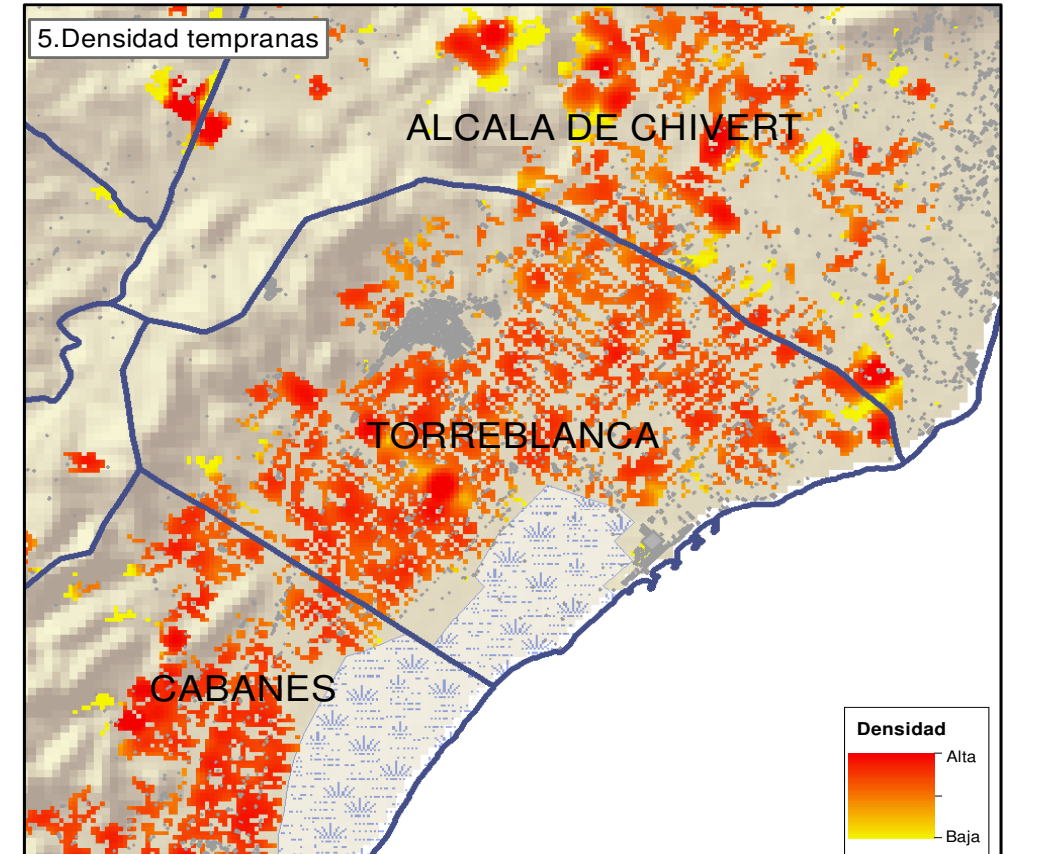 5.Densidad tempranas
ALCALA DE CHIVERT
TORREBLANCA
CABANES
Densidad
Alta
Baja